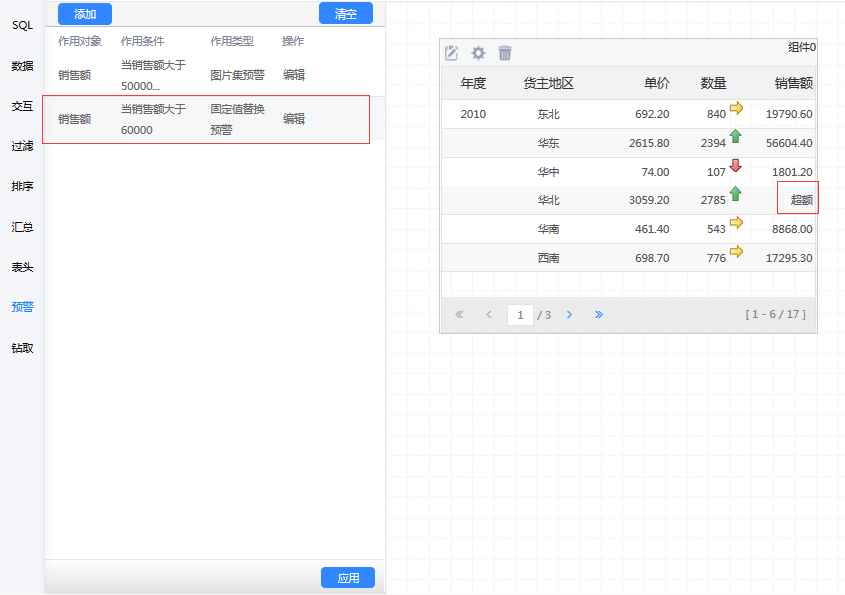 SQL
数据
交互
过滤
排序
汇总
表头
预警
钻取
添加 清空
作用对象 作用条件 作用类型 操作
销售额 当销售额大于50000... 图片集预警 编辑
销售额 当销售额大于60000 固定值替换预警 编辑
应用
组件0
年度 货主地区 单价 数量 销售额
2010 东北 692.20 840 19790.60
华东 2615.80 2394 56604.40
华中 74.00 107 1801.20
华北 3059.20 2785 超额
华南 461.40 543 8868.00
西南 698.70 776 17295.30
1 / 3 [ 1 - 6 / 17 ]